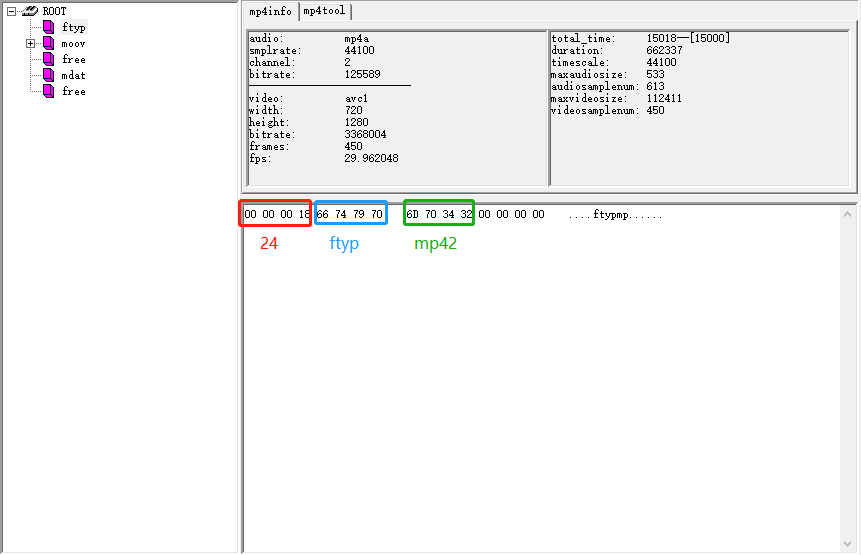 ROOT
ftyp
moov
free
mdat
free
mp4info mp4tool
audio: mp4a
smplrate: 44100
channel: 2
bitrate: 125589
video: avc1
width: 720
height: 1280
bitrate: 3368004
frames: 450
fps: 29.962048
total_time: 15018--[15000]
duration: 662337
timescale: 44100
maxaudiosize: 533
audiosamplenum: 613
maxvideosize: 112411
videosamplenum: 450
00 00 00 18 66 74 79 70 6D 70 34 32 00 00 00 00 ....ftypmp......
24 ftyp mp42